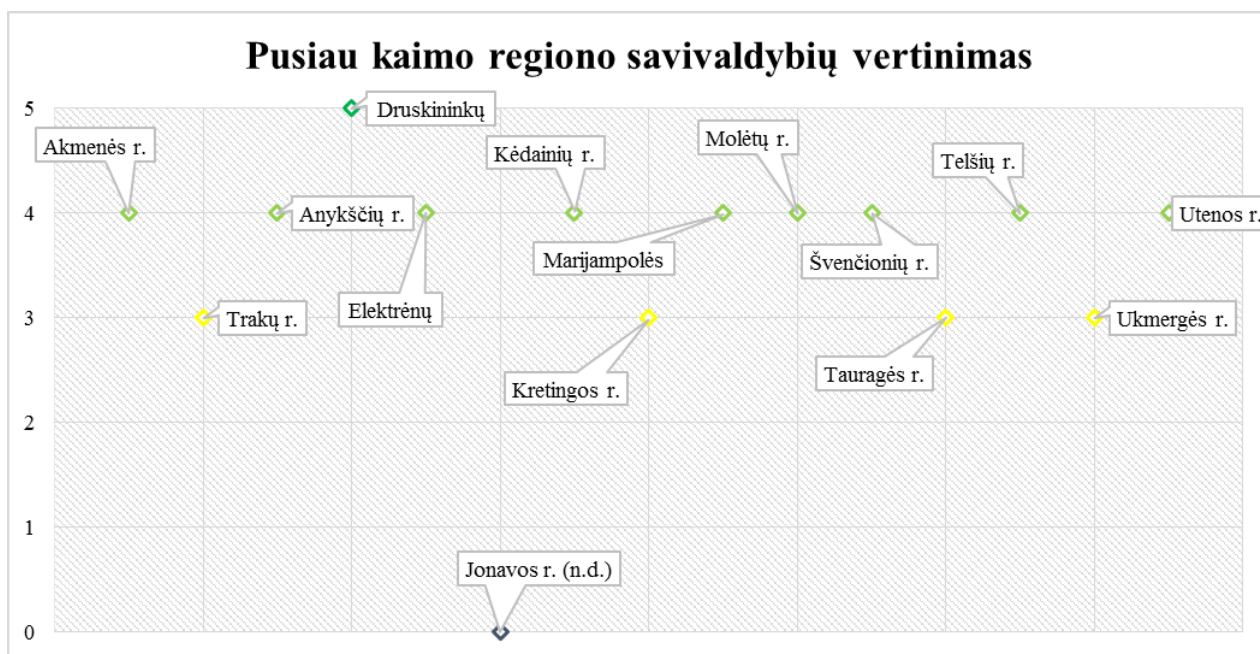 Pusiau kaimo regiono savivaldybių vertinimas
5
Druskininkų
Akmenės r.
Kėdainių r.
Molėtų r.
Telšių r.
4
Anykščių r.
Utenos r.
Marijampolės
Švenčionių r.
Elektrėnų
3
Trakų r.
Ukmergės r.
Kretingos r.
Tauragės r.
2
1
Jonavos r. (n.d.)
0